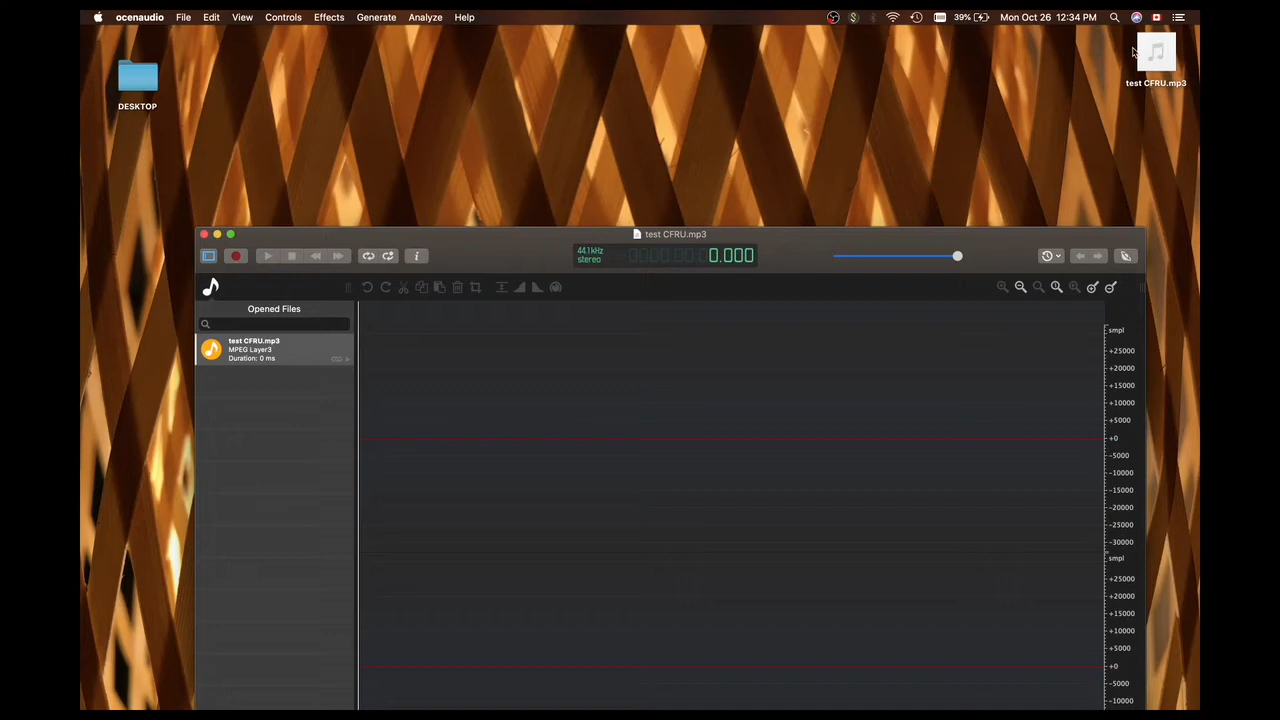 ocenaudio File Edit View Controls Effects Generate Analyze Help 39% Mon Oct 26 12:34 PM
DESKTOP
test CFRU.mp3
test CFRU.mp3
44.1kHz
stereo
0.000
Opened Files
test CFRU.mp3
MPEG Layer3
Duration: 0 ms
smpl
+25000
+20000
+15000
+10000
+5000
+0
-5000
-10000
-15000
-20000
-25000
-30000
smpl
+25000
+20000
+15000
+10000
+5000
+0
-5000
-10000